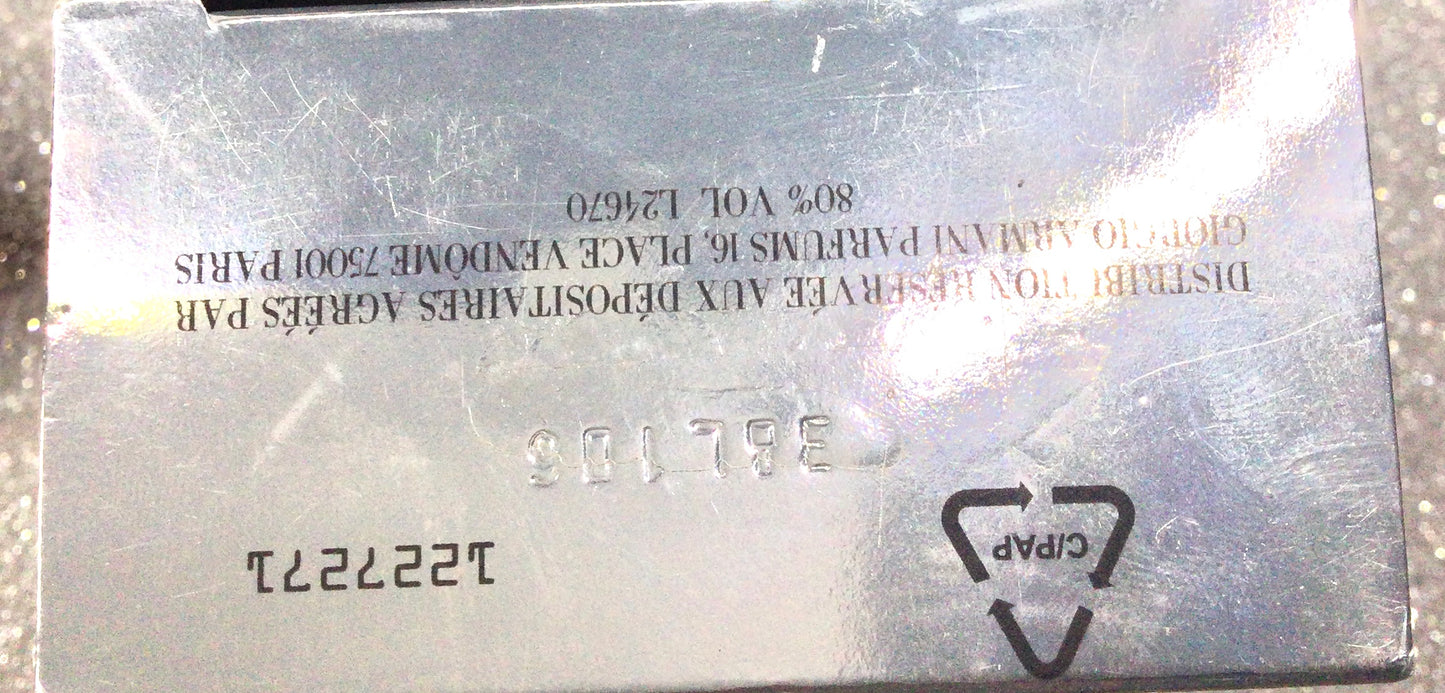 C/PAP
1227271
38L106
DISTRIBUTION RÉSERVÉE AUX DÉPOSITAIRES AGRÉÉS PAR
GIORGIO ARMANI PARFUMS 16, PLACE VENDÔME 75001 PARIS
80% VOL L24670